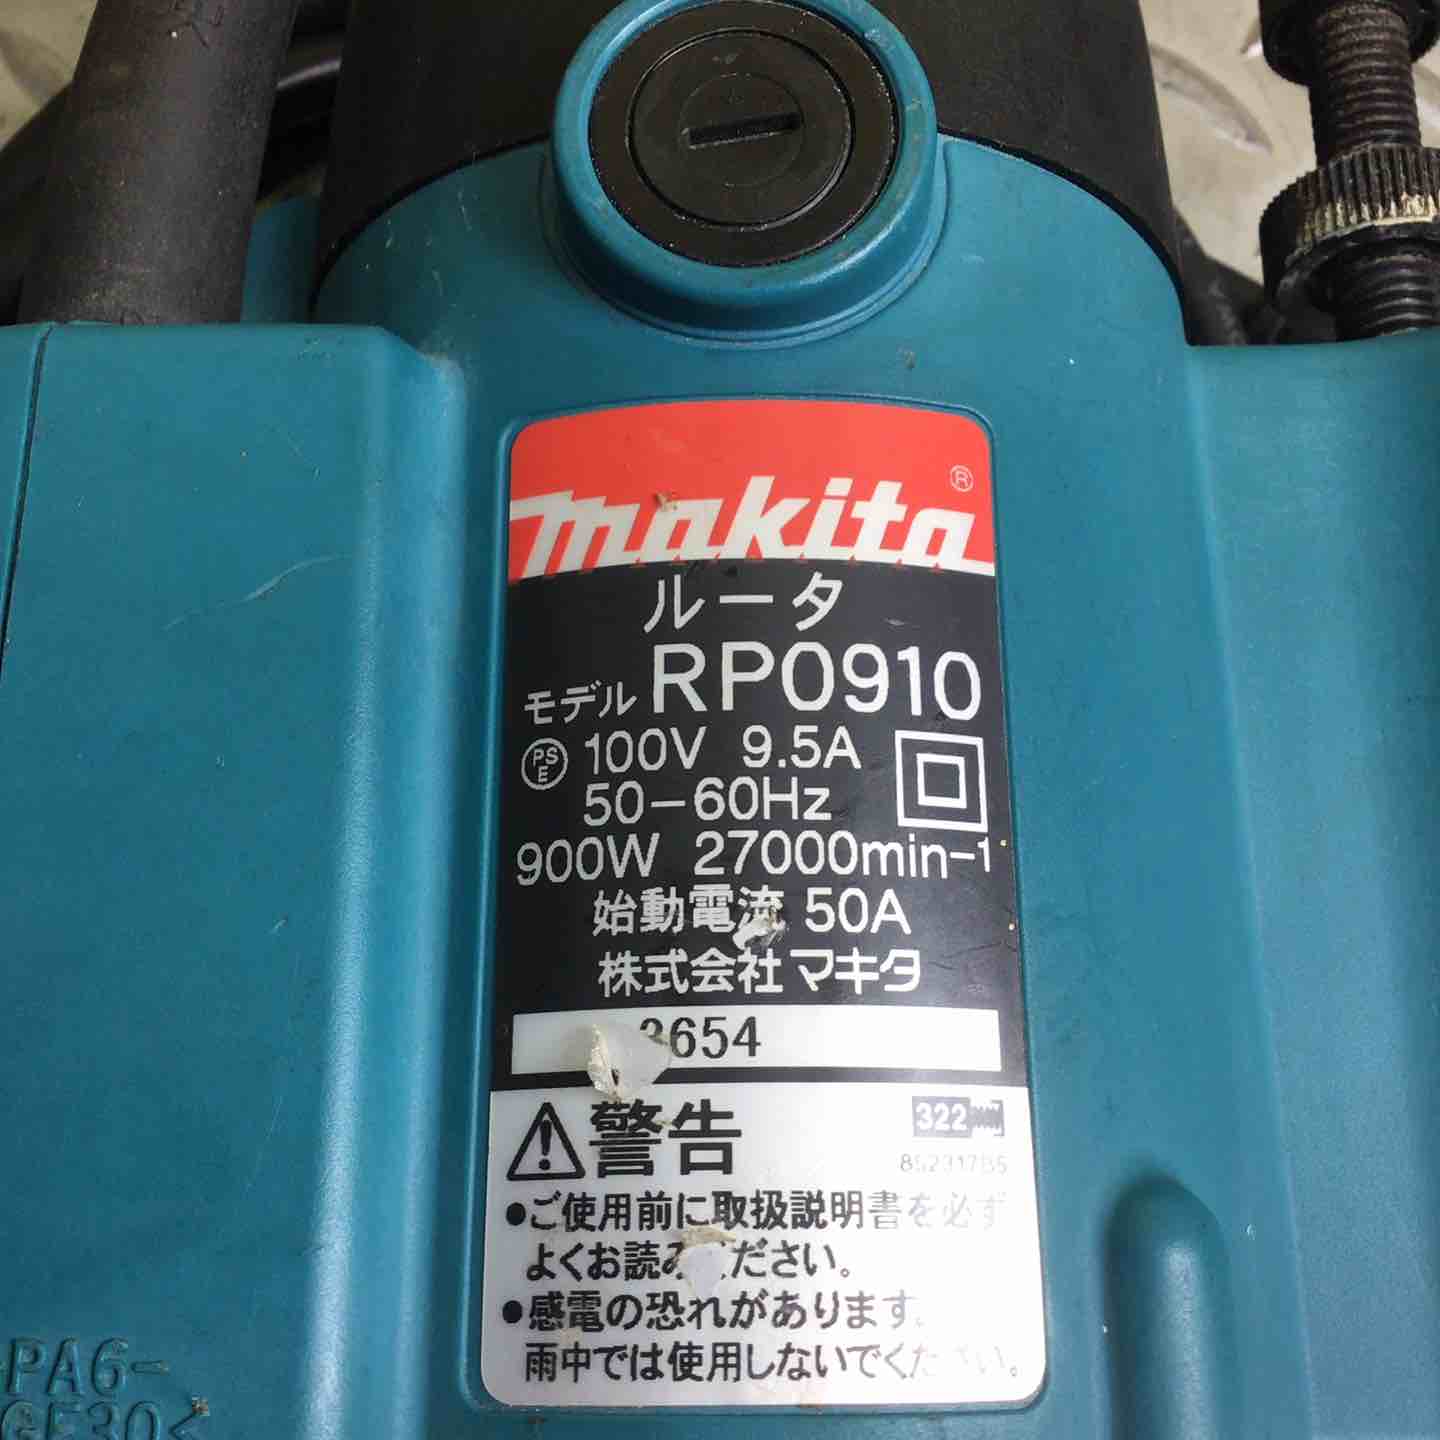 makita ®
ルータ
モデル RP0910
PSE 100V 9.5A
50-60Hz
900W 27000min-1
始動電流 50A
株式会社マキタ
3654
⚠警告
322
852317B5
●ご使用前に取扱説明書を必ず
よくお読みください。
●感電の恐れがあります。
雨中では使用しないでください。
PA6-
GF30<